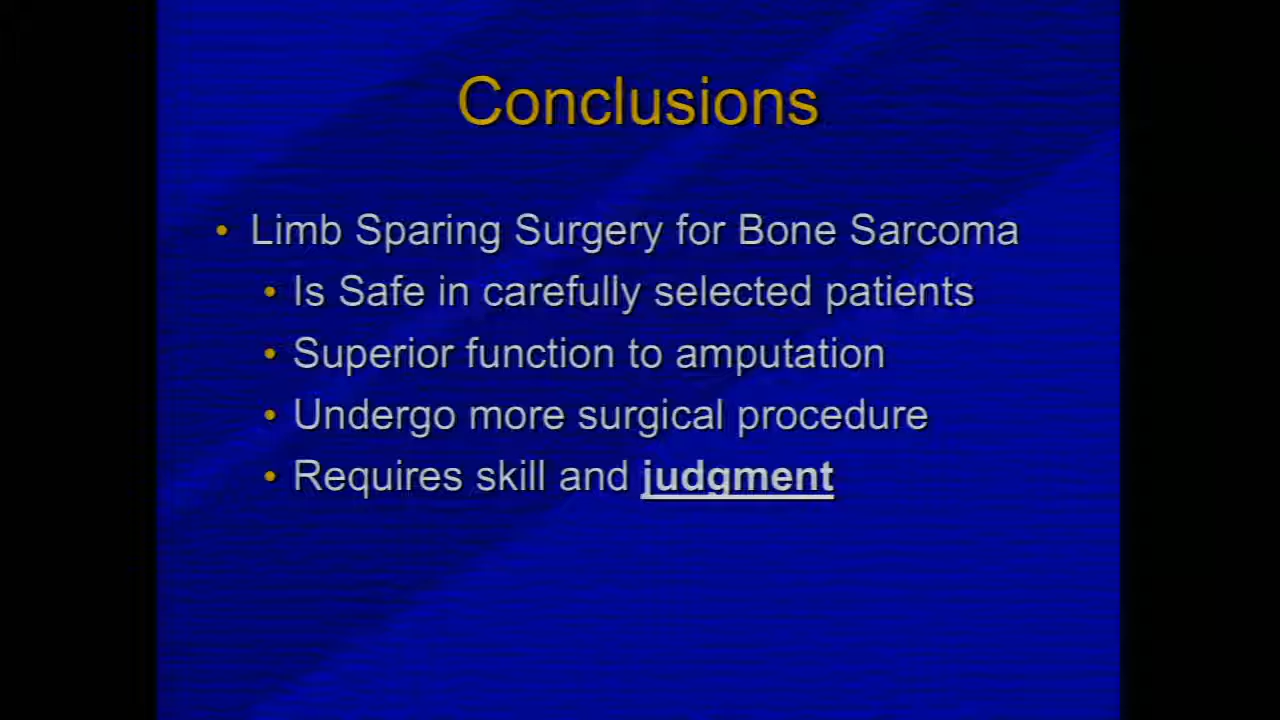 Conclusions
• Limb Sparing Surgery for Bone Sarcoma
• Is Safe in carefully selected patients
• Superior function to amputation
• Undergo more surgical procedure
• Requires skill and judgment